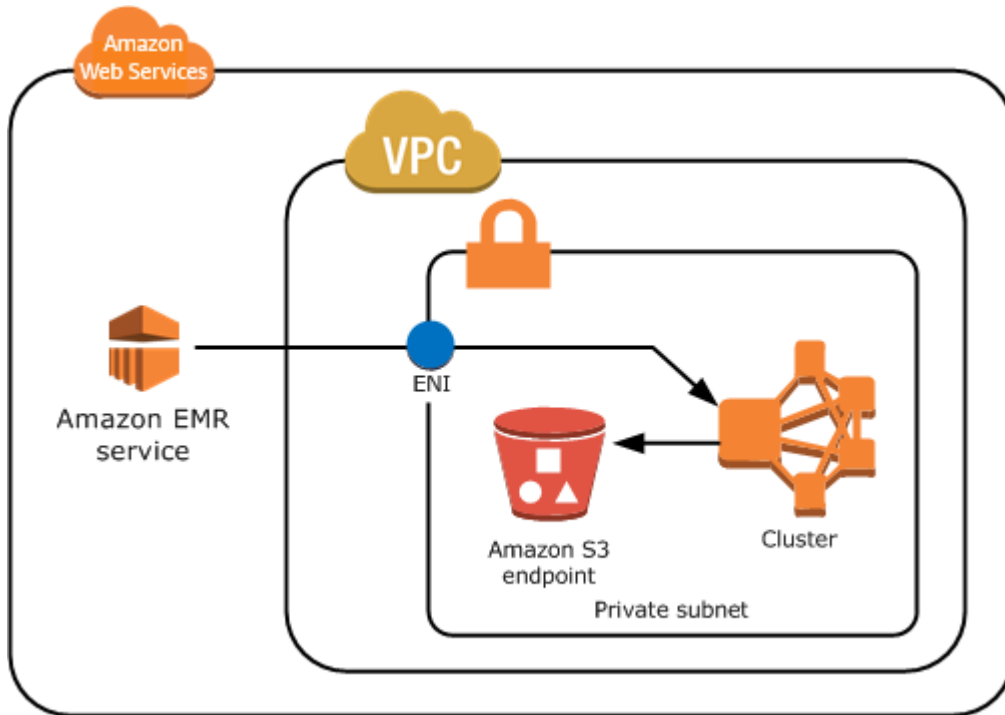 Amazon
Web Services
VPC
ENI
Amazon EMR
service
Amazon S3
endpoint
Cluster
Private subnet